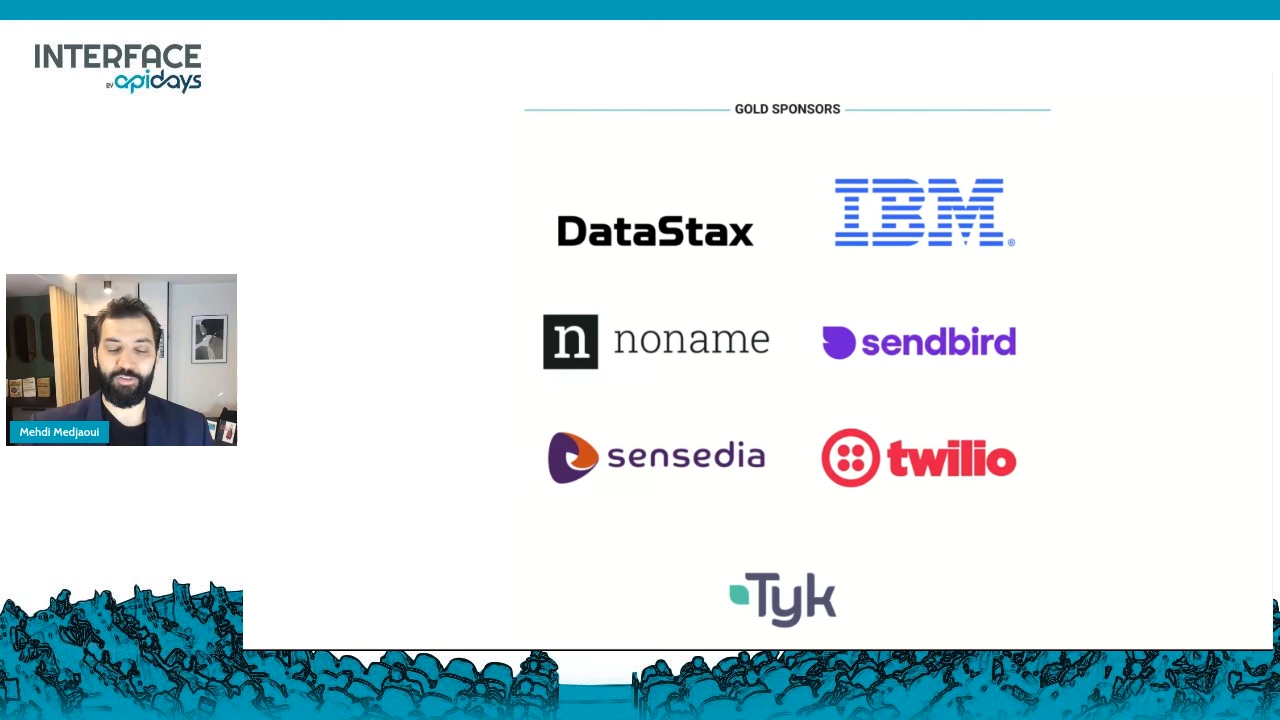 INTERFACE
BY apidays
GOLD SPONSORS
DataStax
IBM®
n noname
sendbird
sensedia
twilio
Tyk
Mehdi Medjaoui